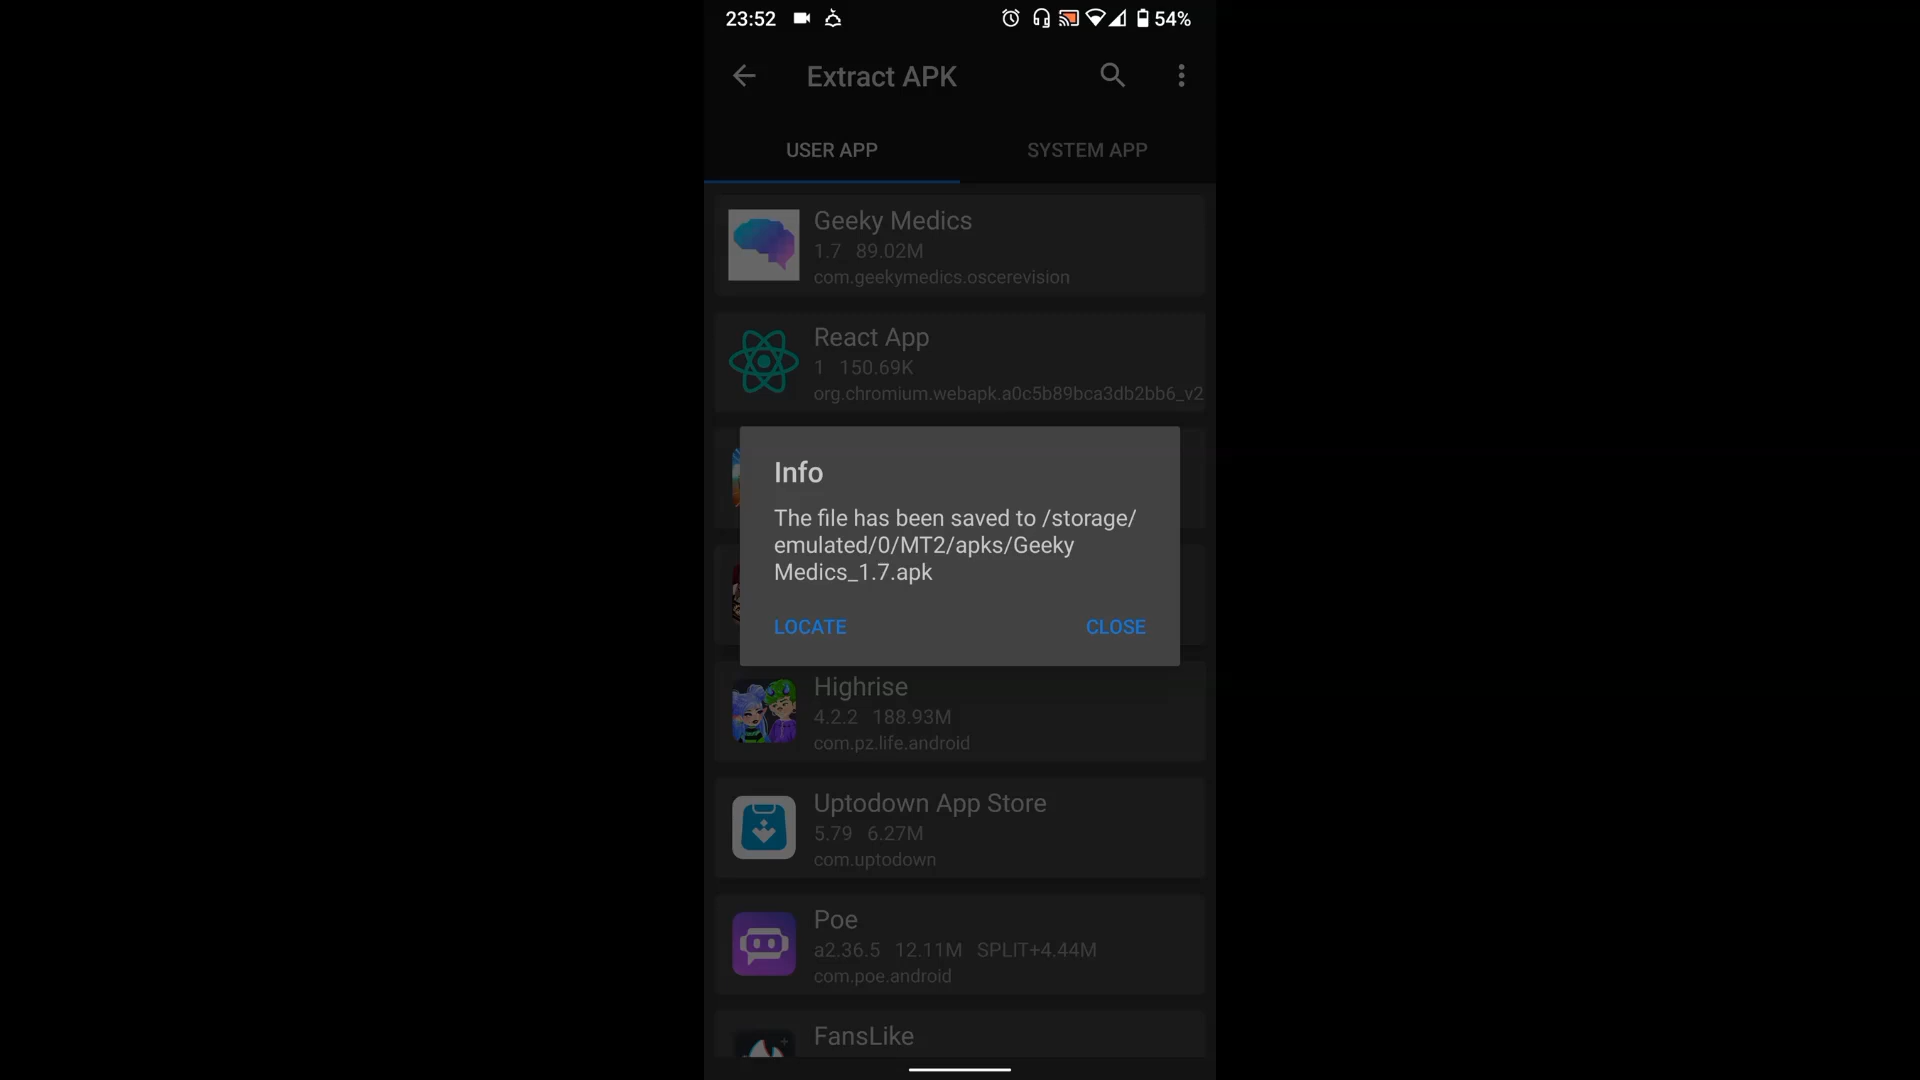 23:52
54%
Extract APK
USER APP
SYSTEM APP
Geeky Medics
1.7 89.02M
com.geekymedics.oscerevision
React App
1 150.69K
org.chromium.webapk.a0c5b89bca3db2bb6_v2
Info
The file has been saved to /storage/
emulated/0/MT2/apks/Geeky
Medics_1.7.apk
LOCATE
CLOSE
Highrise
4.2.2 188.93M
com.pz.life.android
Uptodown App Store
5.79 6.27M
com.uptodown
Poe
a2.36.5 12.11M SPLIT+4.44M
com.poe.android
FansLike